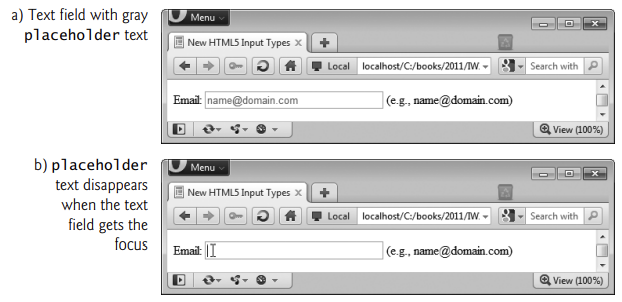 a) Text field with gray
placeholder text
Menu
New HTML5 Input Types
Local localhost/C:/books/2011/IW. Search with
Email: name@domain.com (e.g., name@domain.com)
View (100%)
b) placeholder
text disappears
when the text
field gets the
focus
Menu
New HTML5 Input Types
Local localhost/C:/books/2011/IW. Search with
Email: (e.g., name@domain.com)
View (100%)